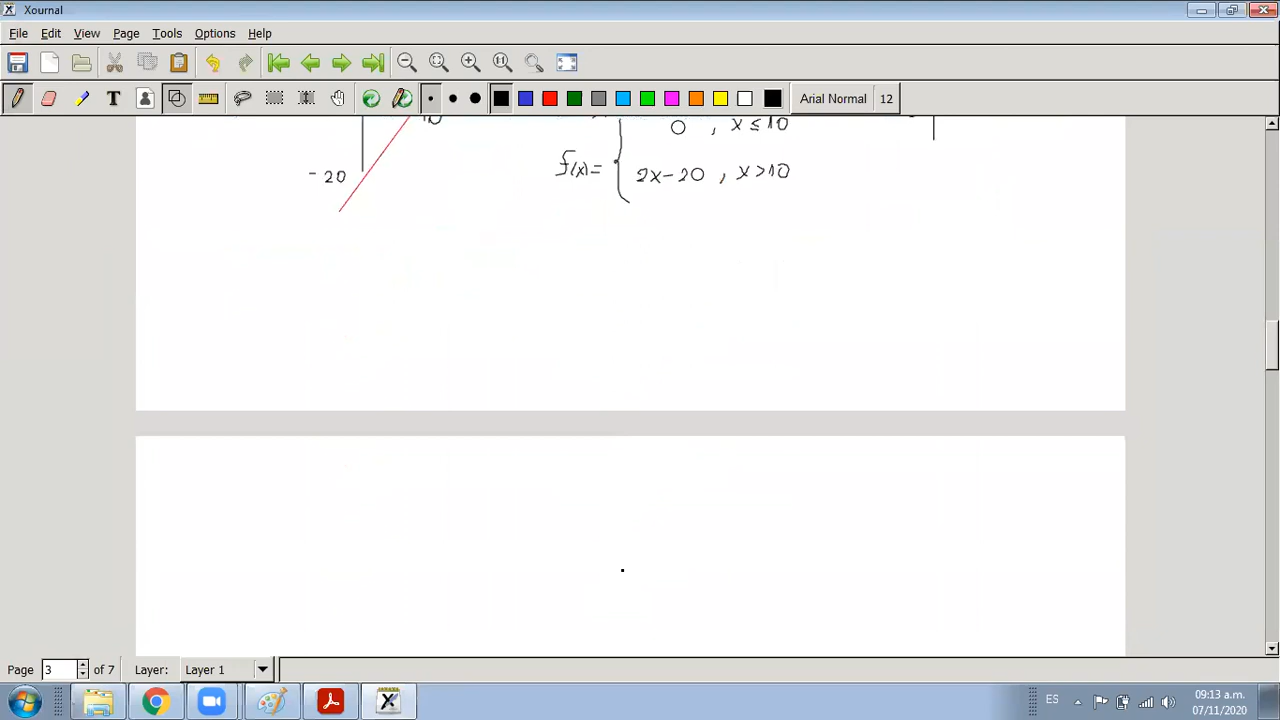 Xournal
File Edit View Page Tools Options Help
Arial Normal 12
10
0 , x ≤ 10
- 20
f(x)=
2x-20 , x>10
Page 3 of 7 Layer: Layer 1
ES
09:13 a.m.
07/11/2020